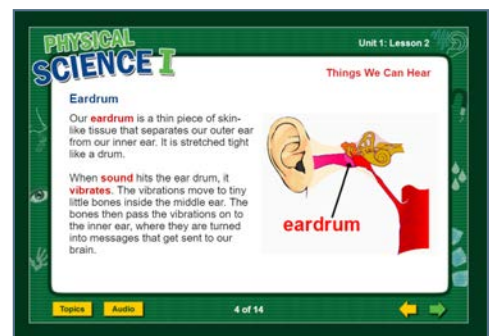 PHYSICAL
SCIENCE I
Unit 1: Lesson 2
Things We Can Hear
Eardrum
Our eardrum is a thin piece of skin-
like tissue that separates our outer ear
from our inner ear. It is stretched tight
like a drum.
When sound hits the ear drum, it
vibrates. The vibrations move to tiny
little bones inside the middle ear. The
bones then pass the vibrations on to
the inner ear, where they are turned
into messages that get sent to our
brain.
eardrum
Topics
Audio
4 of 14